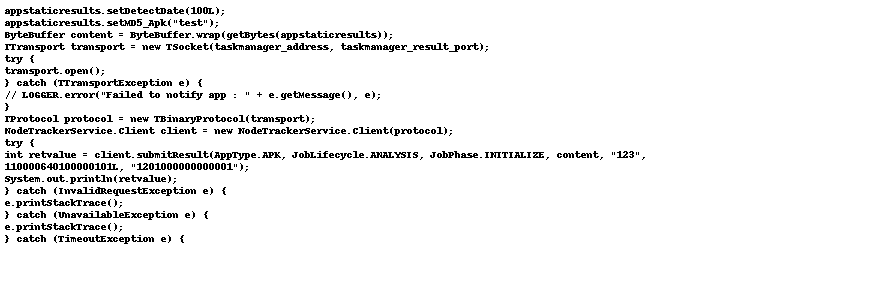 appstaticresults.setDetectDate(100L);
appstaticresults.setMD5_Apk("test");
ByteBuffer content = ByteBuffer.wrap(getBytes(appstaticresults));
TTransport transport = new TSocket(taskmanager_address, taskmanager_result_port);
try {
transport.open();
} catch (TTransportException e) {
// LOGGER.error("Failed to notify app : " + e.getMessage(), e);
}
TProtocol protocol = new TBinaryProtocol(transport);
NodeTrackerService.Client client = new NodeTrackerService.Client(protocol);
try {
int retvalue = client.submitResult(AppType.APK, JobLifecycle.ANALYSIS, JobPhase.INITIALIZE, content, "123",
110000640100000101L, "1201000000000001");
System.out.println(retvalue);
} catch (InvalidRequestException e) {
e.printStackTrace();
} catch (UnavailableException e) {
e.printStackTrace();
} catch (TimeoutException e) {